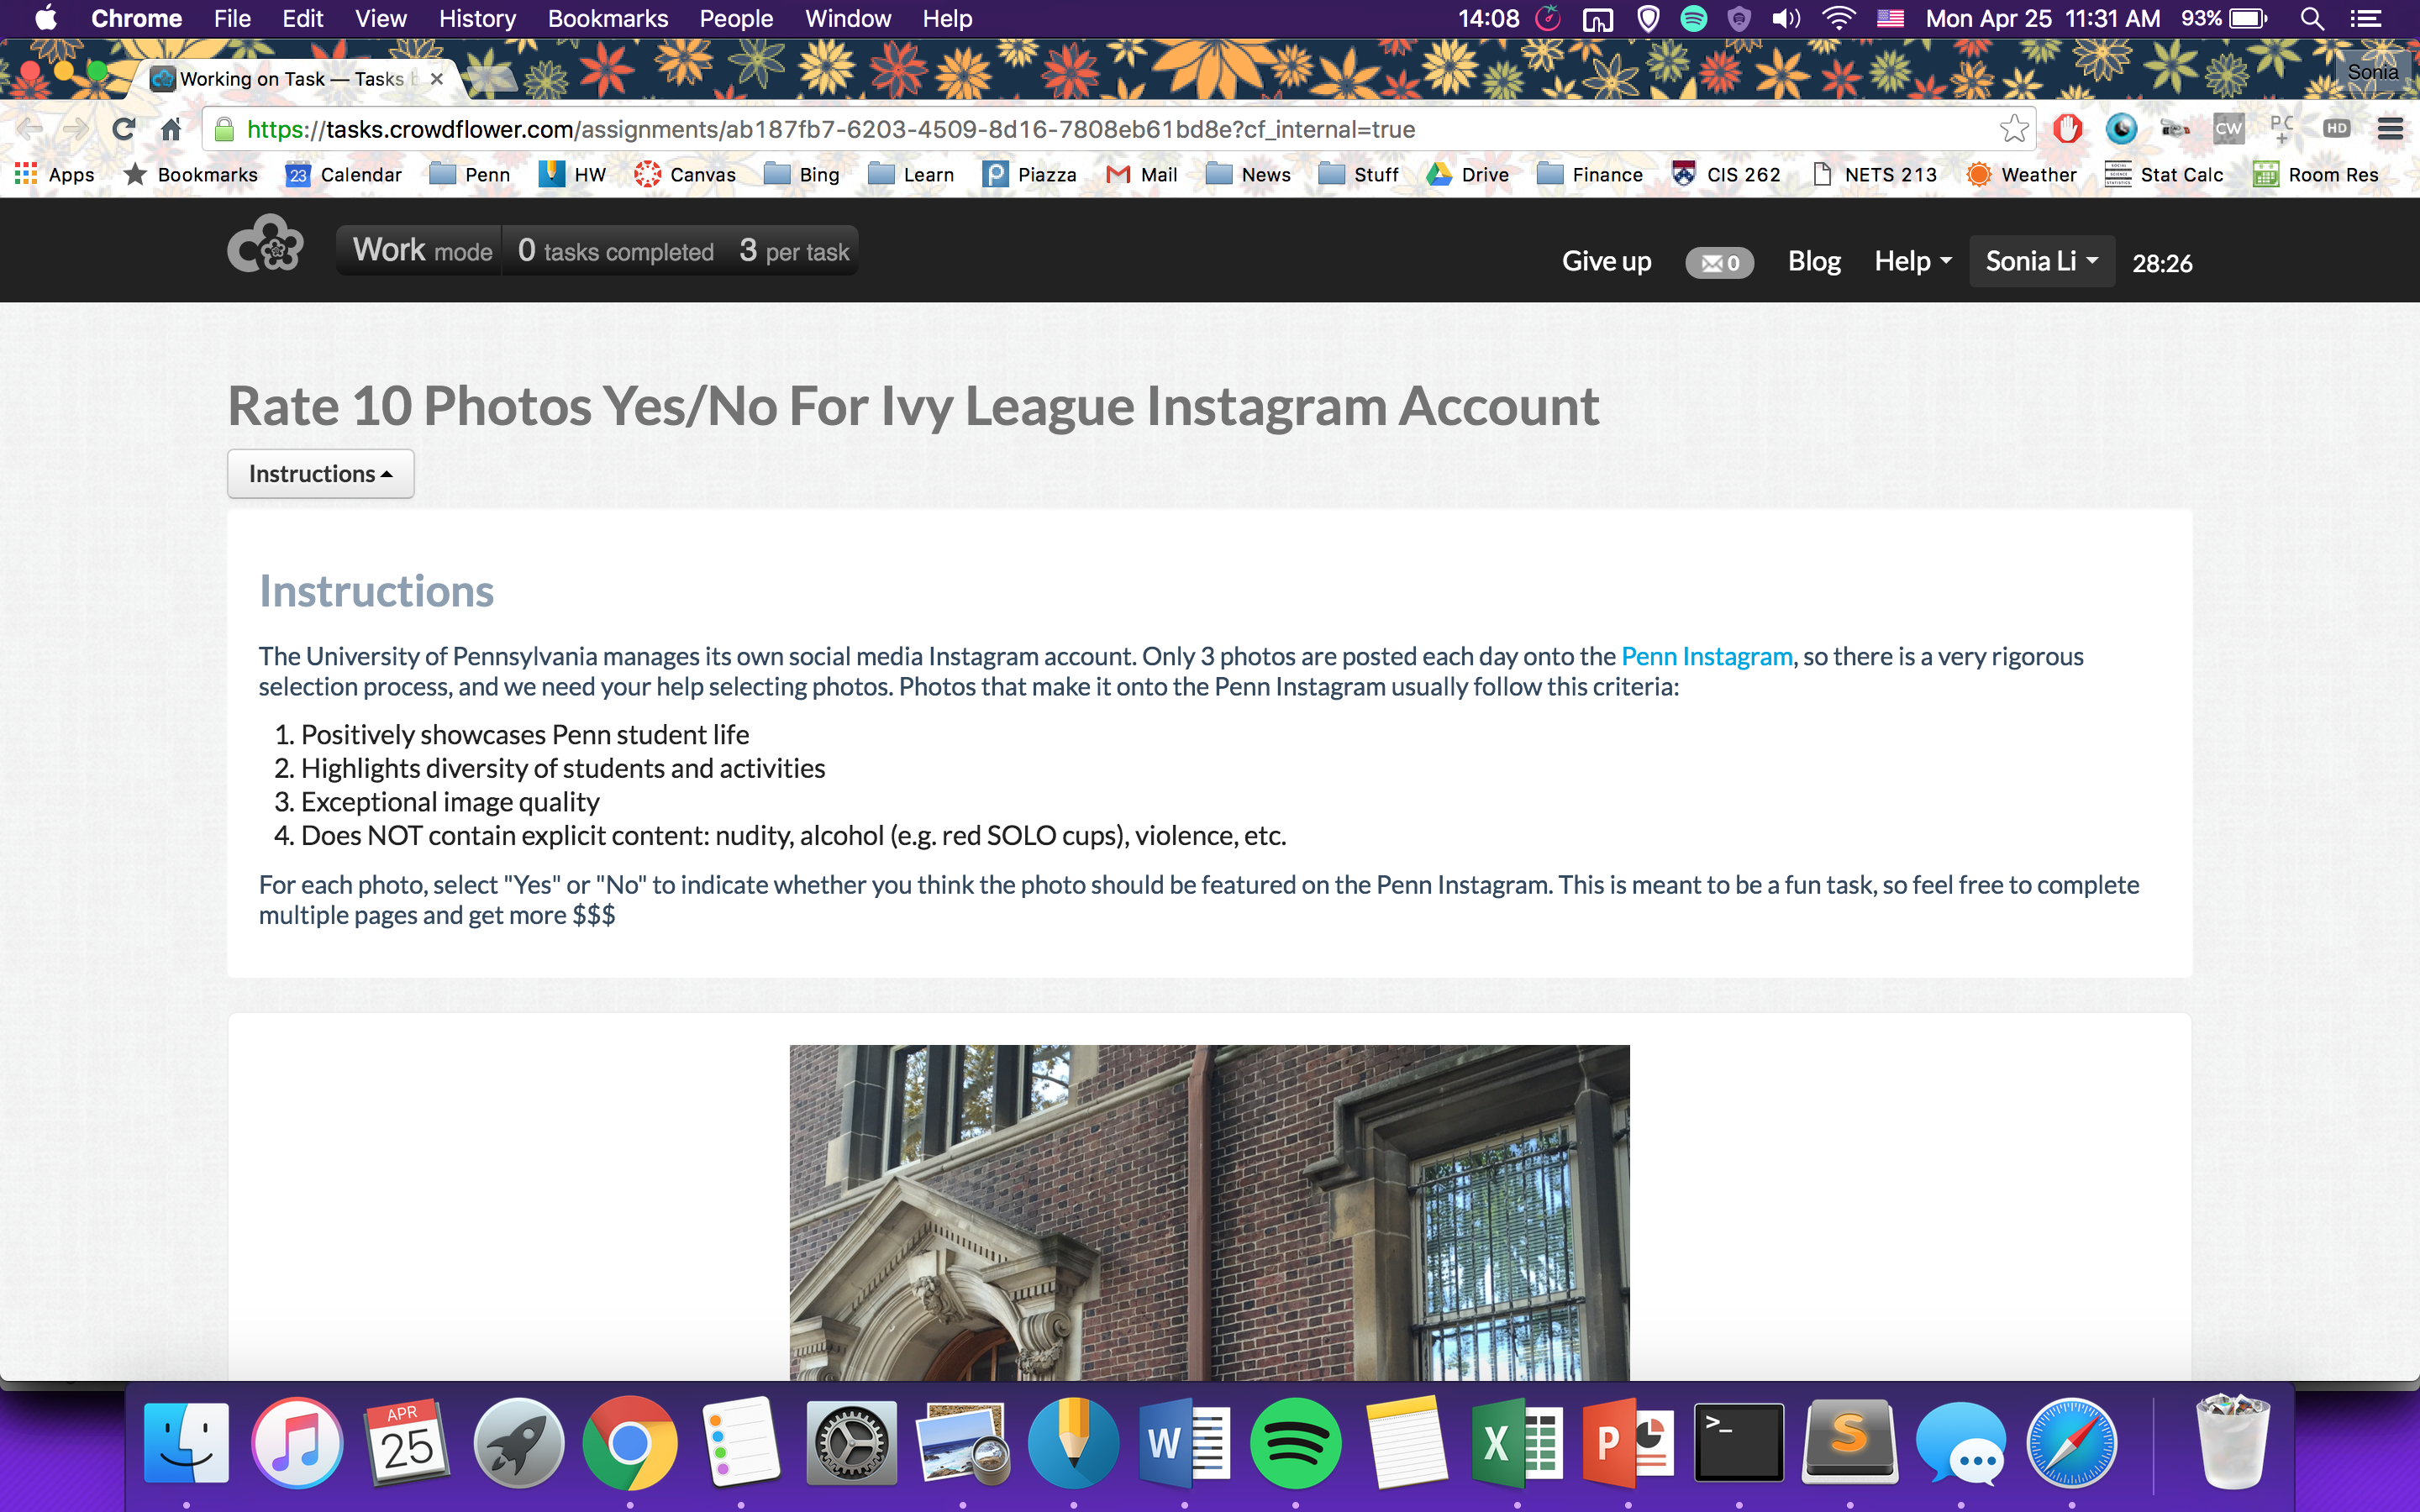 Chrome File Edit View History Bookmarks People Window Help 14:08 Mon Apr 25 11:31 AM 93%
Working on Task — Tasks Sonia
https://tasks.crowdflower.com/assignments/ab187fb7-6203-4509-8d16-7808eb61bd8e?cf_internal=true CW PC + HD
Apps Bookmarks 23 Calendar Penn HW Canvas Bing Learn Piazza Mail News Stuff Drive Finance CIS 262 NETS 213 Weather Stat Calc Room Res
Work mode 0 tasks completed 3 per task Give up 0 Blog Help Sonia Li 28:26
Rate 10 Photos Yes/No For Ivy League Instagram Account
Instructions
Instructions
The University of Pennsylvania manages its own social media Instagram account. Only 3 photos are posted each day onto the Penn Instagram, so there is a very rigorous
selection process, and we need your help selecting photos. Photos that make it onto the Penn Instagram usually follow this criteria:
1. Positively showcases Penn student life
2. Highlights diversity of students and activities
3. Exceptional image quality
4. Does NOT contain explicit content: nudity, alcohol (e.g. red SOLO cups), violence, etc.
For each photo, select "Yes" or "No" to indicate whether you think the photo should be featured on the Penn Instagram. This is meant to be a fun task, so feel free to complete
multiple pages and get more $$$
APR
25 W X P >_ S